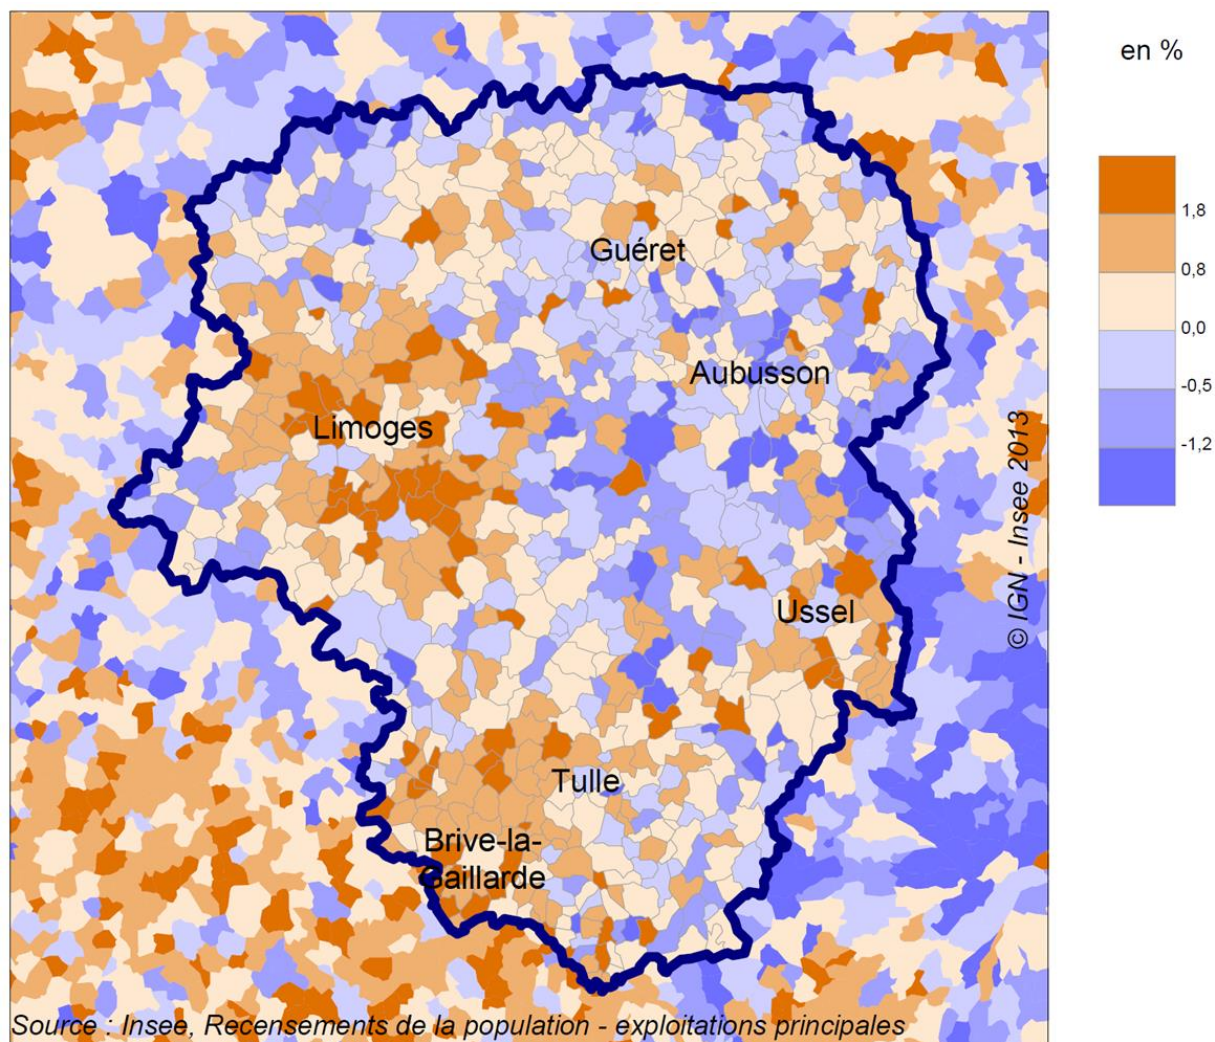 en %
1,8
0,8
0,0
-0,5
-1,2
Guéret
Aubusson
Limoges
© IGN - Insee 2013
Ussel
Tulle
Brive-la-
Gaillarde
Source : Insee, Recensements de la population - exploitations principales